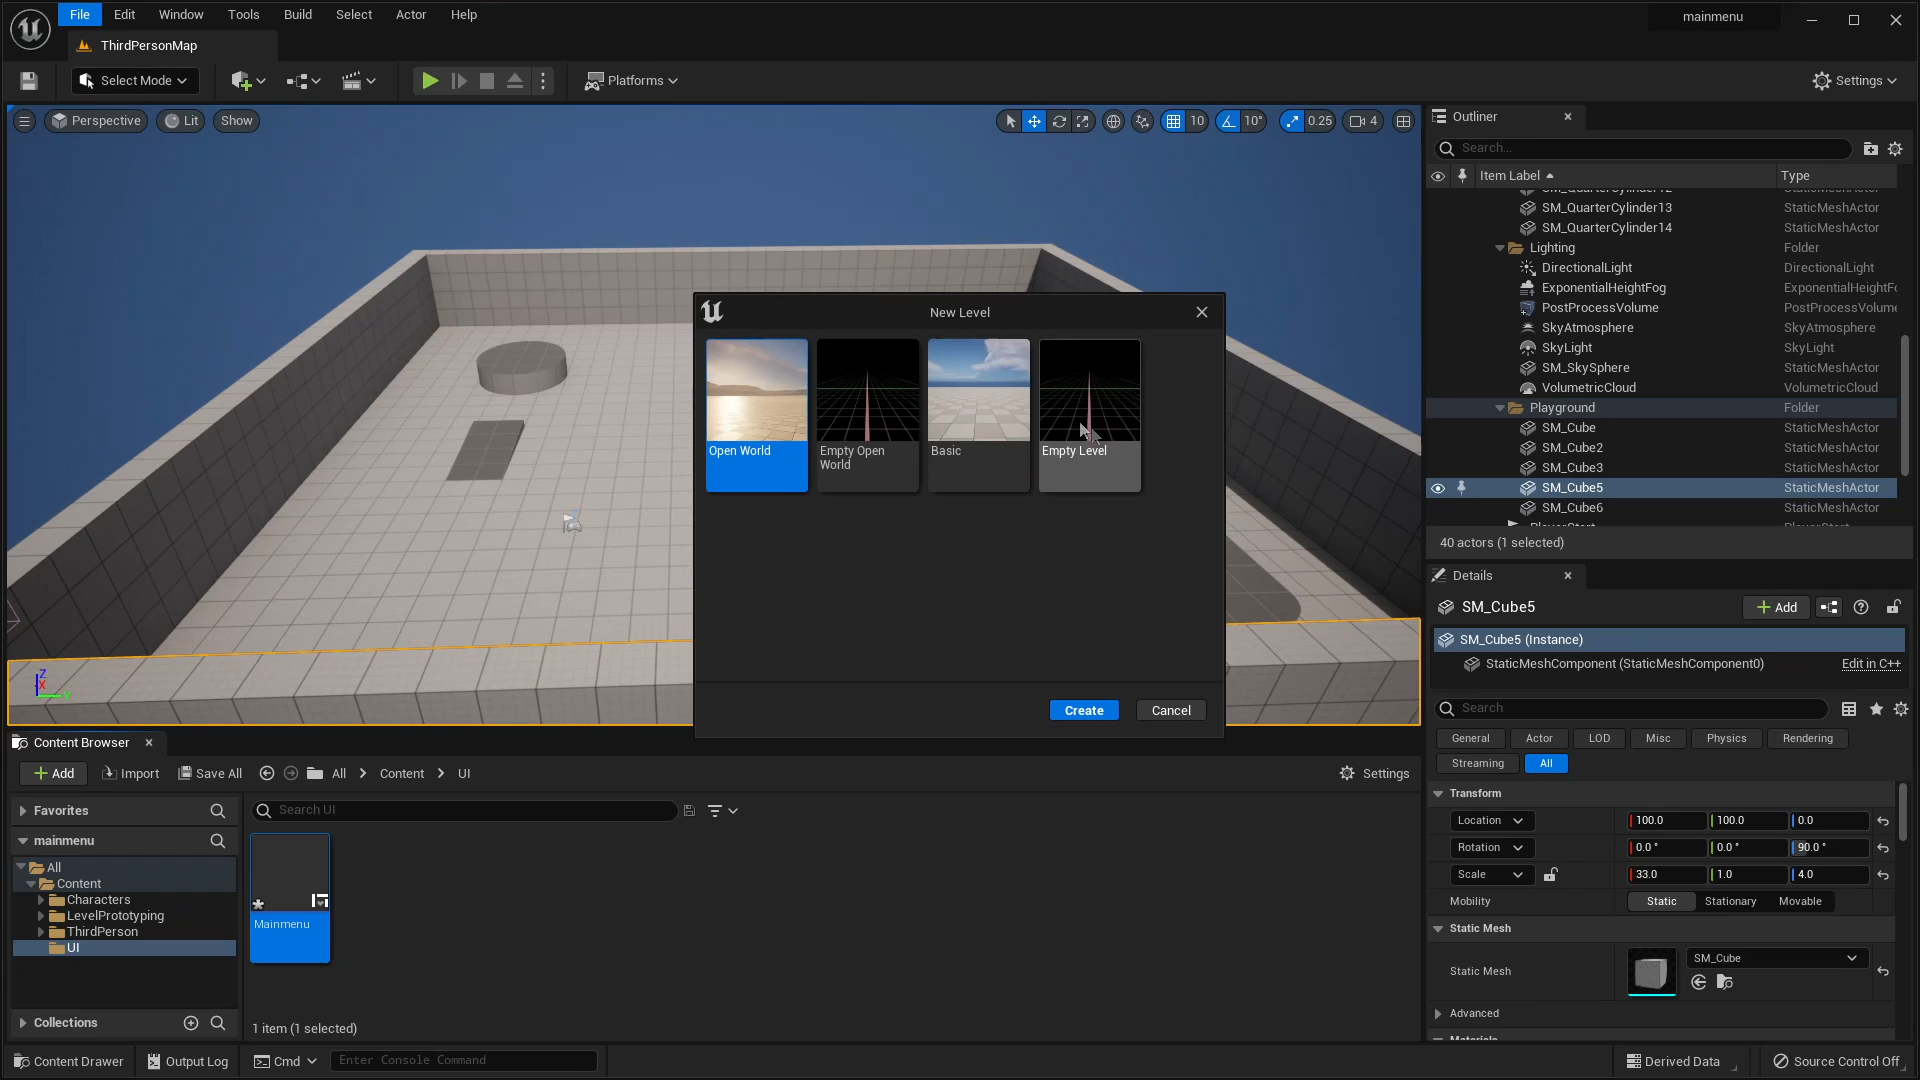 File Edit Window Tools Build Select Actor Help
mainmenu
ThirdPersonMap
Select Mode
Platforms
Settings
Perspective Lit Show
10 10° 0.25 4
Outliner
Search...
Item Label Type
SM_QuarterCylinder12 StaticMeshActor
SM_QuarterCylinder13 StaticMeshActor
SM_QuarterCylinder14 StaticMeshActor
Lighting Folder
DirectionalLight DirectionalLight
ExponentialHeightFog ExponentialHeightFo
PostProcessVolume PostProcessVolume
SkyAtmosphere SkyAtmosphere
SkyLight SkyLight
SM_SkySphere StaticMeshActor
VolumetricCloud VolumetricCloud
Playground Folder
SM_Cube StaticMeshActor
SM_Cube2 StaticMeshActor
SM_Cube3 StaticMeshActor
SM_Cube5 StaticMeshActor
SM_Cube6 StaticMeshActor
PlayerStart PlayerStart
40 actors (1 selected)
New Level
Open World
Empty Open World
Basic
Empty Level
Create
Cancel
Details
SM_Cube5
Add
SM_Cube5 (Instance)
StaticMeshComponent (StaticMeshComponent0) Edit in C++
Search
General Actor LOD Misc Physics Rendering
Streaming All
Transform
Location 100.0 100.0 0.0
Rotation 0.0° 0.0° 90.0°
Scale 33.0 1.0 4.0
Mobility Static Stationary Movable
Static Mesh
Static Mesh SM_Cube
Advanced
Materials
Z
X
Y
Content Browser
Add Import Save All All Content UI Settings
Favorites
Search UI
mainmenu
All
Content
Characters
LevelPrototyping
ThirdPerson
UI
Mainmenu
Collections
1 item (1 selected)
Content Drawer Output Log Cmd Enter Console Command Derived Data Source Control Off